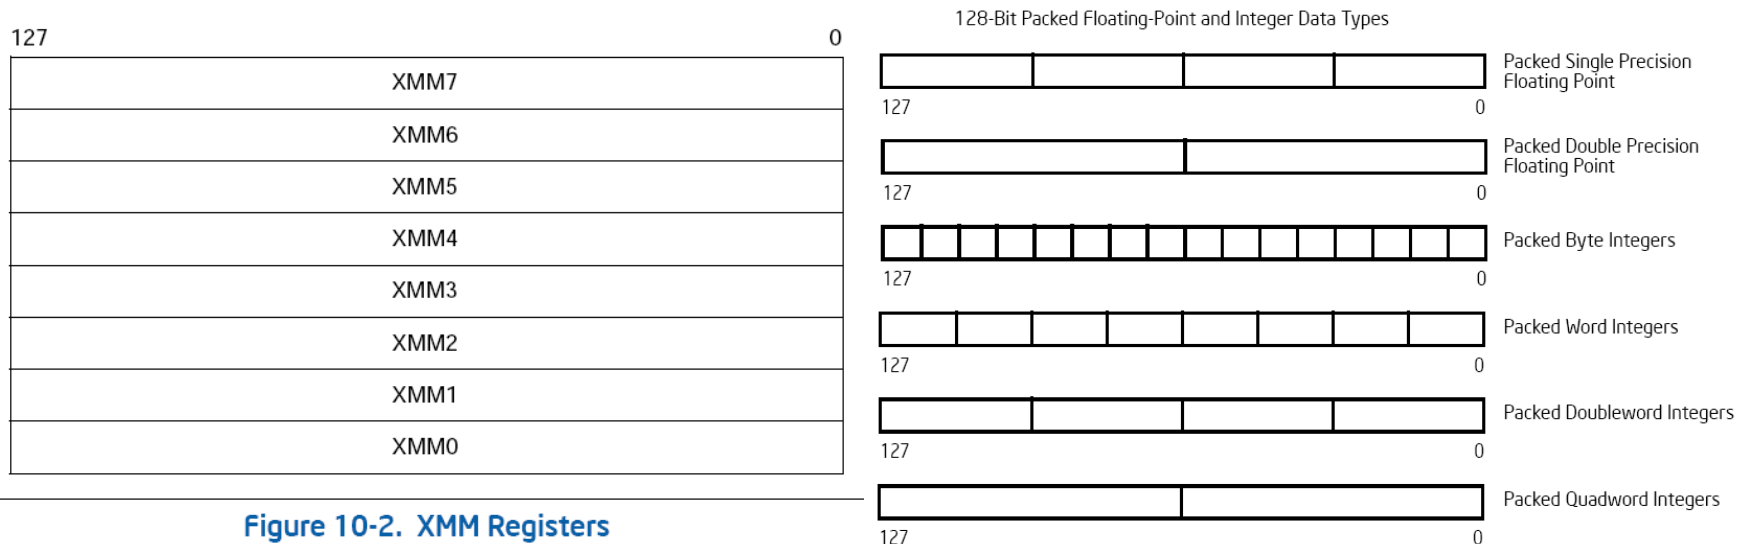 127 0
XMM7
XMM6
XMM5
XMM4
XMM3
XMM2
XMM1
XMM0
Figure 10-2. XMM Registers
128-Bit Packed Floating-Point and Integer Data Types
Packed Single Precision
Floating Point
127 0
Packed Double Precision
Floating Point
127 0
Packed Byte Integers
127 0
Packed Word Integers
127 0
Packed Doubleword Integers
127 0
Packed Quadword Integers
127 0